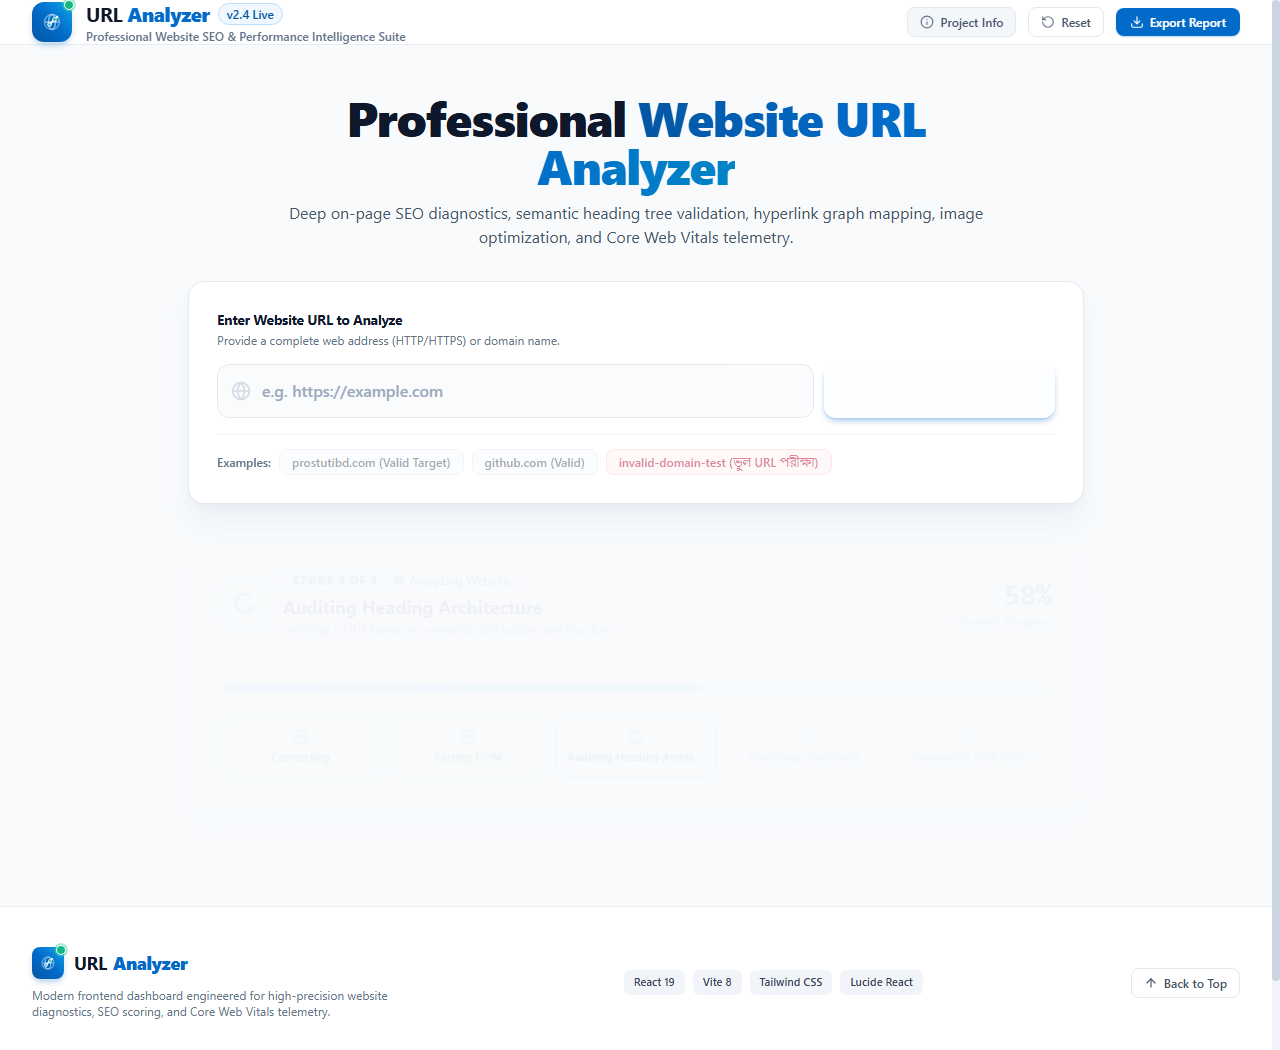 URL Analyzer v2.4 Live
Professional Website SEO & Performance Intelligence Suite
Project Info
Reset
Export Report
Professional Website URL
Analyzer
Deep on-page SEO diagnostics, semantic heading tree validation, hyperlink graph mapping, image
optimization, and Core Web Vitals telemetry.
Enter Website URL to Analyze
Provide a complete web address (HTTP/HTTPS) or domain name.
e.g. https://example.com
Examples: prostutibd.com (Valid Target) github.com (Valid) invalid-domain-test (ভুল URL পরীক্ষা)
STAGE 3 OF 5 Analyzing Website...
Auditing Heading Architecture
58%
Connecting
Parsing DOM
Auditing Heading Archit...
URL Analyzer
Modern frontend dashboard engineered for high-precision website
diagnostics, SEO scoring, and Core Web Vitals telemetry.
React 19
Vite 8
Tailwind CSS
Lucide React
Back to Top